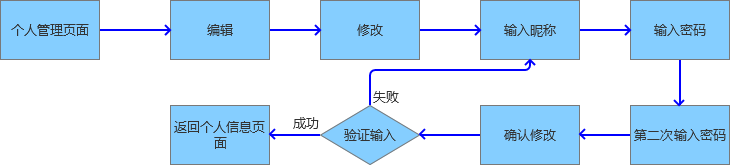 个人管理页面
编辑
修改
输入昵称
输入密码
失败
成功
返回个人信息页
面
验证输入
确认修改
第二次输入密码